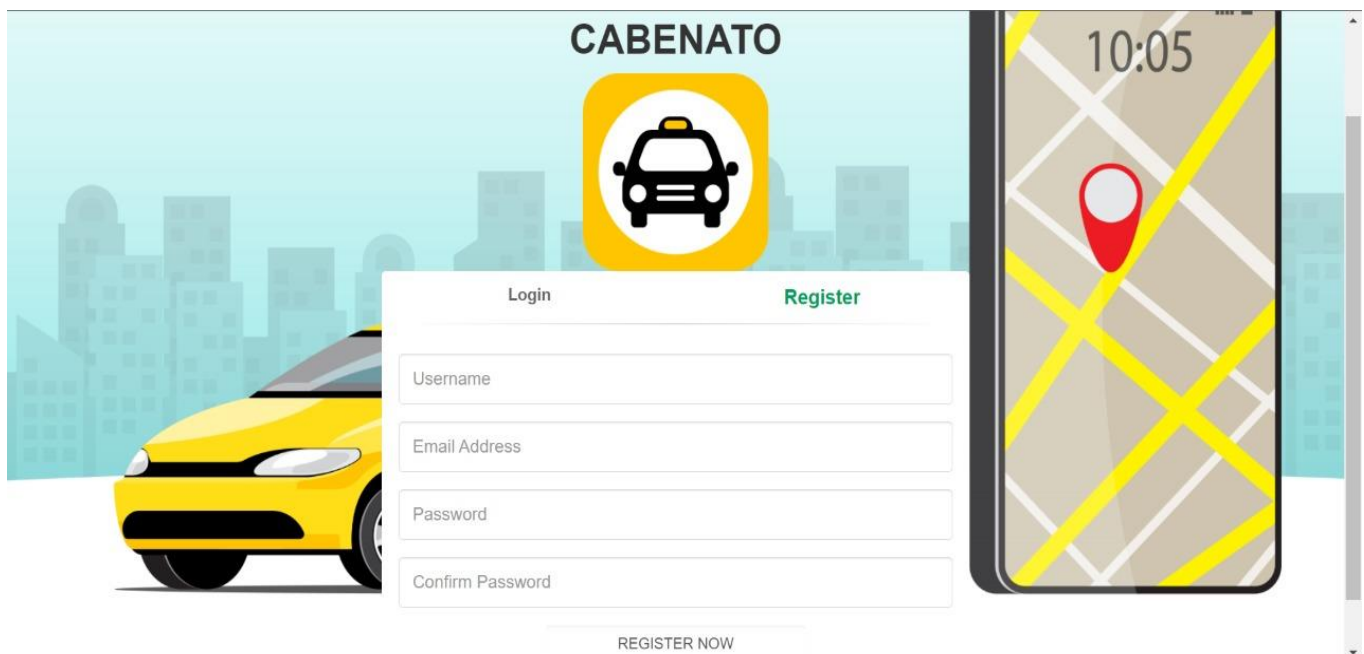 CABENATO
10:05
Login Register
Username
Email Address
Password
Confirm Password
REGISTER NOW